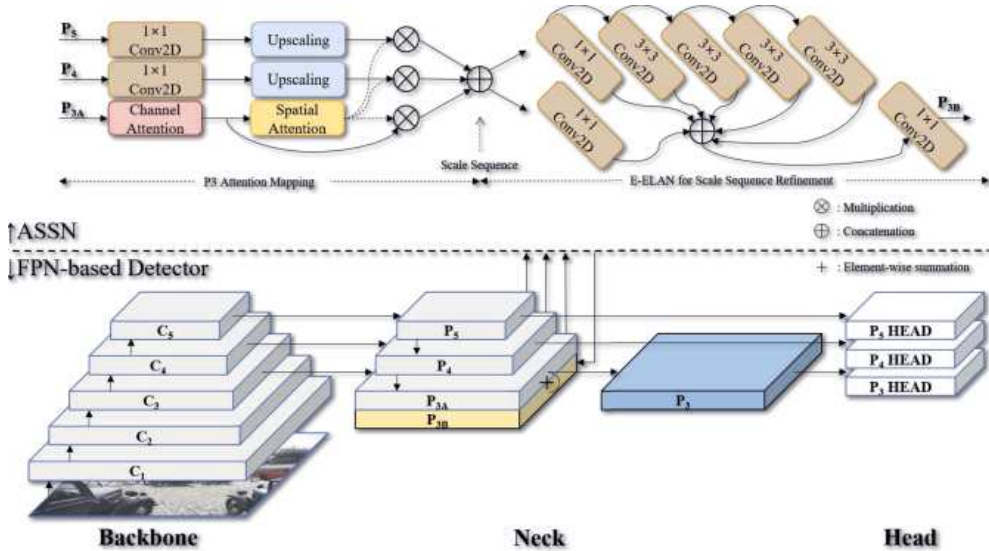 P5
1×1
Conv2D
Upscaling
P4
1×1
Conv2D
Upscaling
P3A
Channel
Attention
Spatial
Attention
Scale Sequence
1×1
Conv2D
3×3
Conv2D
3×3
Conv2D
3×3
Conv2D
3×3
Conv2D
1×1
Conv2D
1×1
Conv2D
P3B
P3 Attention Mapping
E-ELAN for Scale Sequence Refinement
: Multiplication
: Concatenation
ASSN
FPN-based Detector
+ : Element-wise summation
C5
C4
C3
C2
C1
P5
P4
P3A
P3B
+
P3
P5 HEAD
P4 HEAD
P3 HEAD
Backbone
Neck
Head